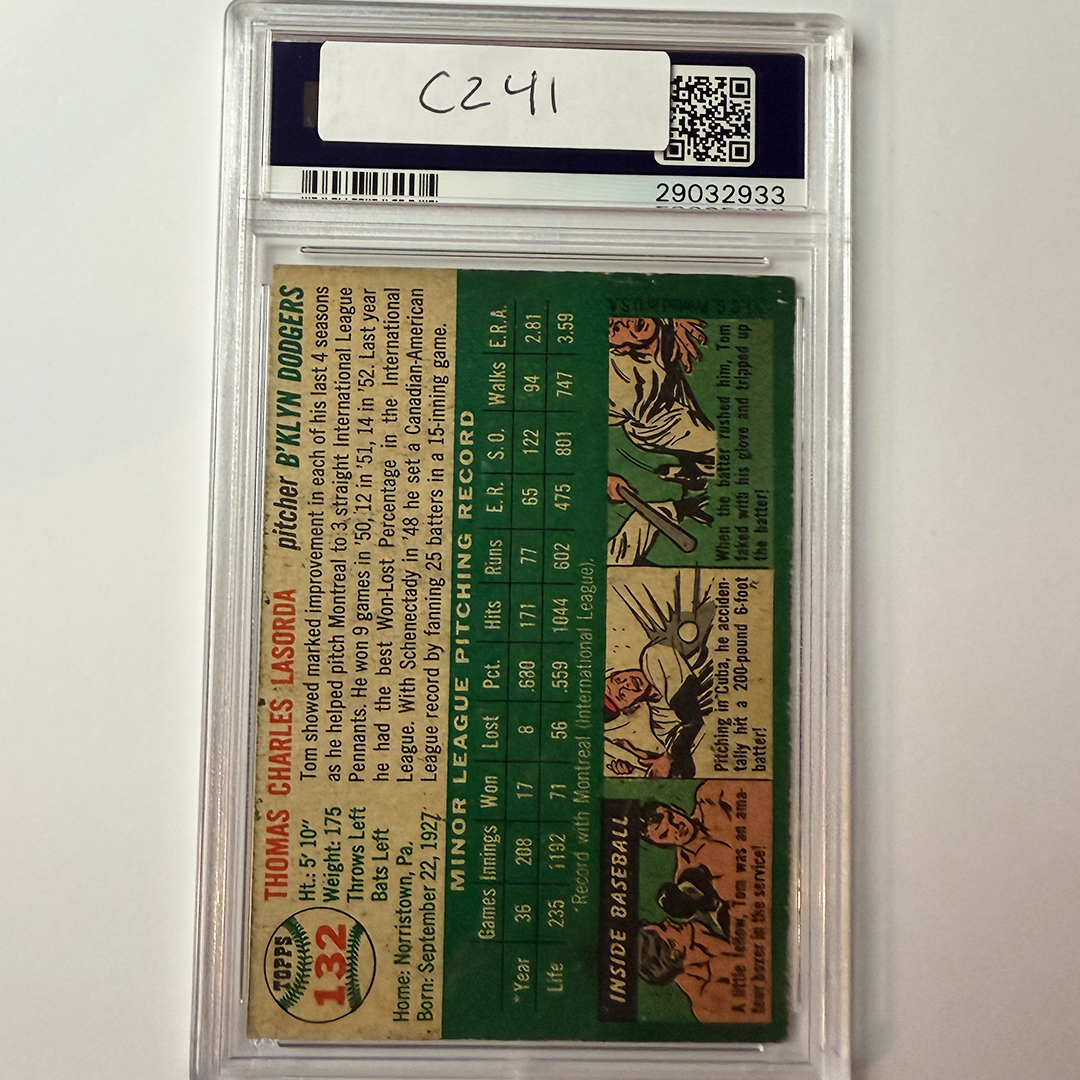 C241
29032933
TOPPS
132
THOMAS CHARLES LASORDA
pitcher B'KLYN DODGERS
Ht.: 5' 10"
Weight: 175
Throws Left
Bats Left
Home: Norristown, Pa.
Born: September 22, 1927
Tom showed marked improvement in each of his last 4 seasons
as he helped pitch Montreal to 3 straight International League
Pennants. He won 9 games in '50, 12 in '51, 14 in '52. Last year
he had the best Won-Lost Percentage in the International
League. With Schenectady in '48 he set a Canadian-American
League record by fanning 25 batters in a 15-inning game.
MINOR LEAGUE PITCHING RECORD
Games Innings Won Lost Pct. Hits Runs E.R. S.O. Walks E.R.A.
*Year 36 208 17 8 .680 171 77 65 122 94 2.81
Life 235 1192 71 56 .559 1044 602 475 801 747 3.59
*Record with Montreal (International League).
INSIDE BASEBALL
A little fellow, Tom was an ama-
teur boxer in the service!
Pitching in Cuba, he acciden-
tally hit a 200-pound 6-foot
batter!
When the batter rushed him, Tom
faked with his glove and tripped up
the batter!
T.C.G. Printed in U.S.A.